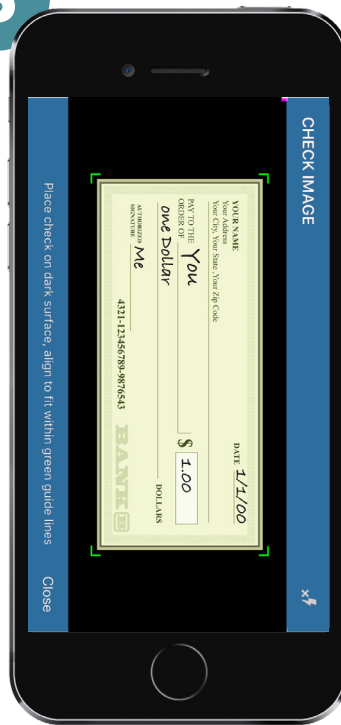 CHECK IMAGE
YOUR NAME
Your Address
Your City, Your State ,Your Zip Code
DATE 1/1/00
PAY TO THE
ORDER OF You $ 1.00
one Dollar DOLLARS
AUTHORIZED
SIGNATURE Me
4321-123456789-9876543
BANK B
Place check on dark surface, align to fit within green guide lines
Close